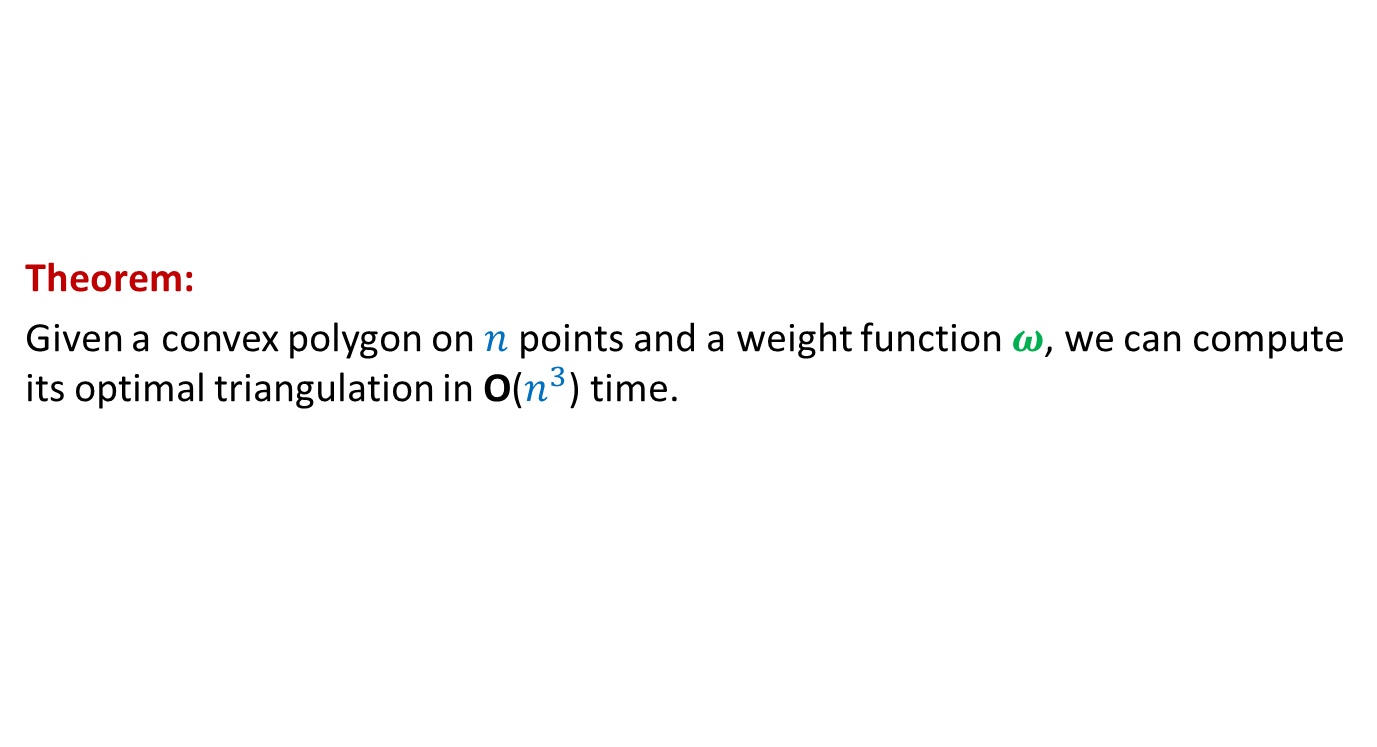 Theorem:
Given a convex polygon on n points and a weight function ω, we can compute
its optimal triangulation in O(n³) time.